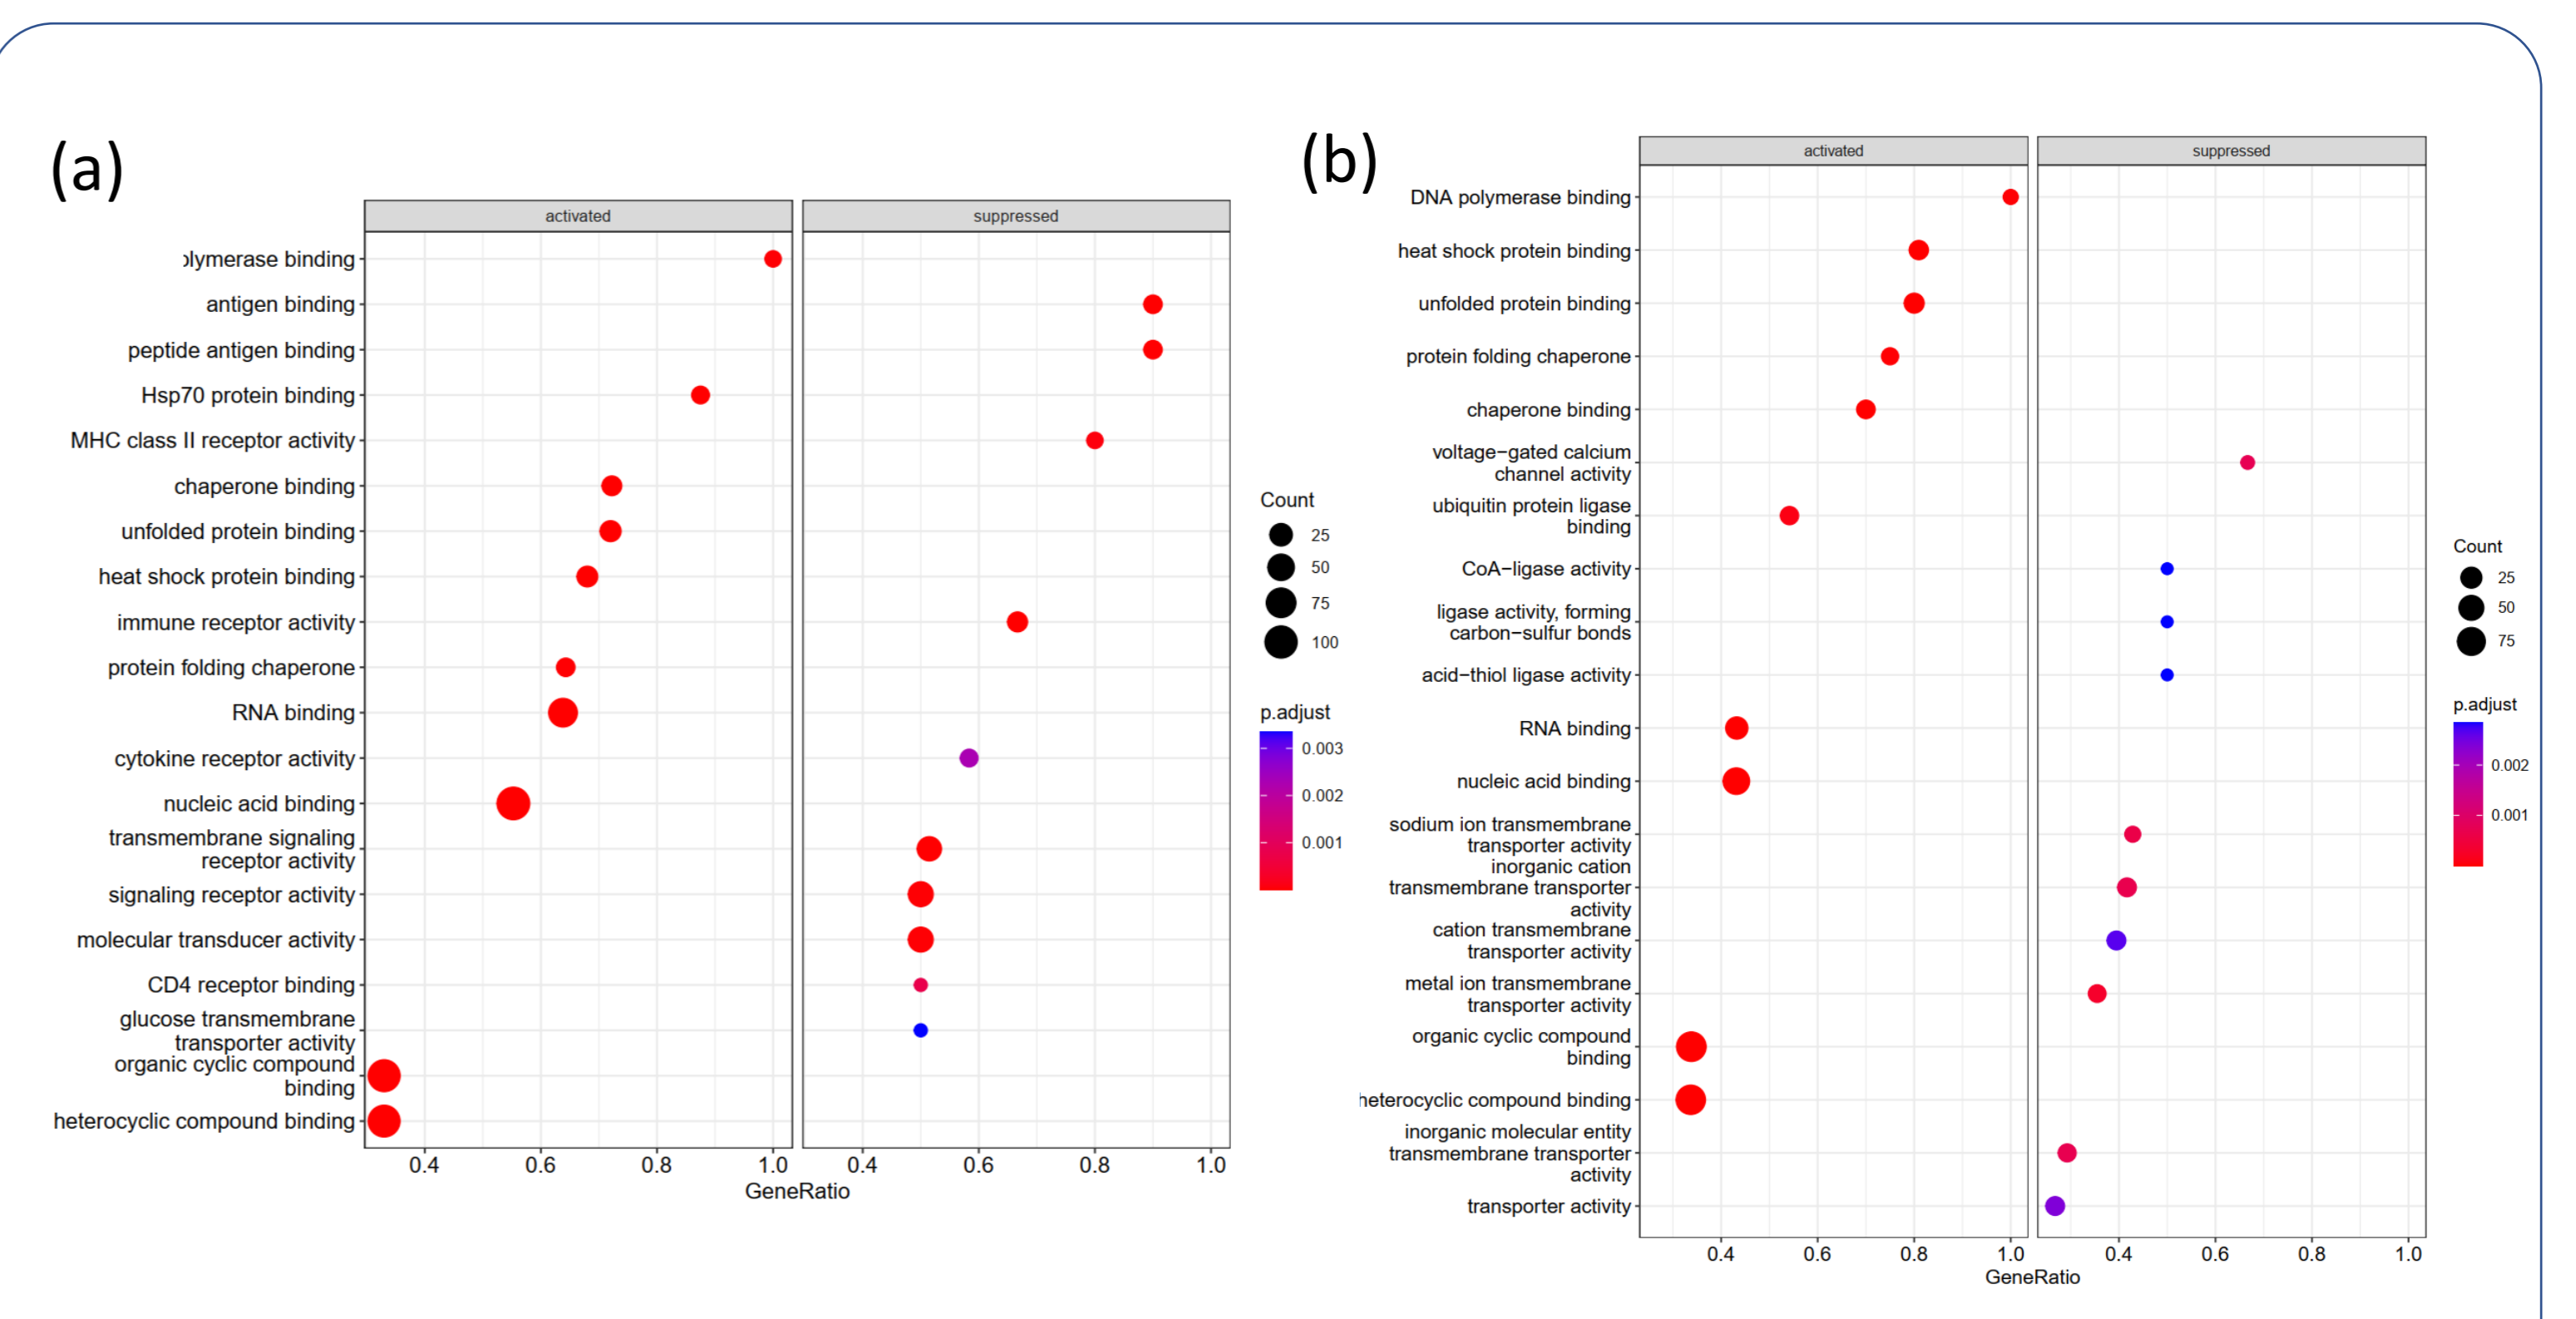 (a)
activated
suppressed
olymerase binding
antigen binding
peptide antigen binding
Hsp70 protein binding
MHC class II receptor activity
chaperone binding
unfolded protein binding
heat shock protein binding
immune receptor activity
protein folding chaperone
RNA binding
cytokine receptor activity
nucleic acid binding
transmembrane signaling
receptor activity
signaling receptor activity
molecular transducer activity
CD4 receptor binding
glucose transmembrane
transporter activity
organic cyclic compound
binding
heterocyclic compound binding
0.4 0.6 0.8 1.0 0.4 0.6 0.8 1.0
GeneRatio
Count
25
50
75
100
p.adjust
0.003
0.002
0.001
(b)
activated
suppressed
DNA polymerase binding
heat shock protein binding
unfolded protein binding
protein folding chaperone
chaperone binding
voltage−gated calcium
channel activity
ubiquitin protein ligase
binding
CoA−ligase activity
ligase activity, forming
carbon−sulfur bonds
acid−thiol ligase activity
RNA binding
nucleic acid binding
sodium ion transmembrane
transporter activity
inorganic cation
transmembrane transporter
activity
cation transmembrane
transporter activity
metal ion transmembrane
transporter activity
organic cyclic compound
binding
heterocyclic compound binding
inorganic molecular entity
transmembrane transporter
activity
transporter activity
0.4 0.6 0.8 1.0 0.4 0.6 0.8 1.0
GeneRatio
Count
25
50
75
p.adjust
0.002
0.001